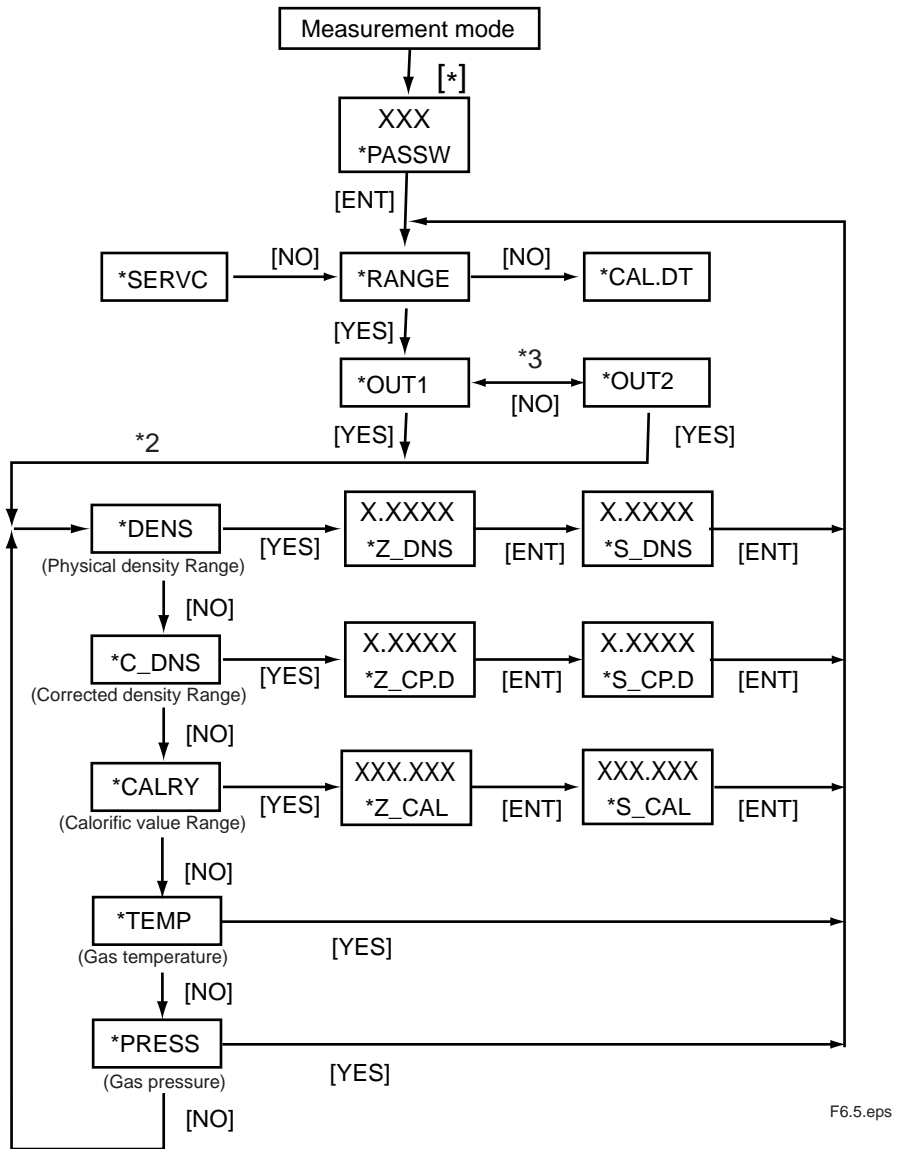 Measurement mode
[*]
XXX
*PASSW
[ENT]
*SERVC
[NO]
*RANGE
[NO]
*CAL.DT
[YES]
*OUT1
*3
[NO]
*OUT2
[YES]
[YES]
*2
*DENS
(Physical density Range)
[YES]
X.XXXX
*Z_DNS
[ENT]
X.XXXX
*S_DNS
[ENT]
[NO]
*C_DNS
(Corrected density Range)
[YES]
X.XXXX
*Z_CP.D
[ENT]
X.XXXX
*S_CP.D
[ENT]
[NO]
*CALRY
(Calorific value Range)
[YES]
XXX.XXX
*Z_CAL
[ENT]
XXX.XXX
*S_CAL
[ENT]
[NO]
*TEMP
(Gas temperature)
[YES]
[NO]
*PRESS
(Gas pressure)
[YES]
[NO]
F6.5.eps